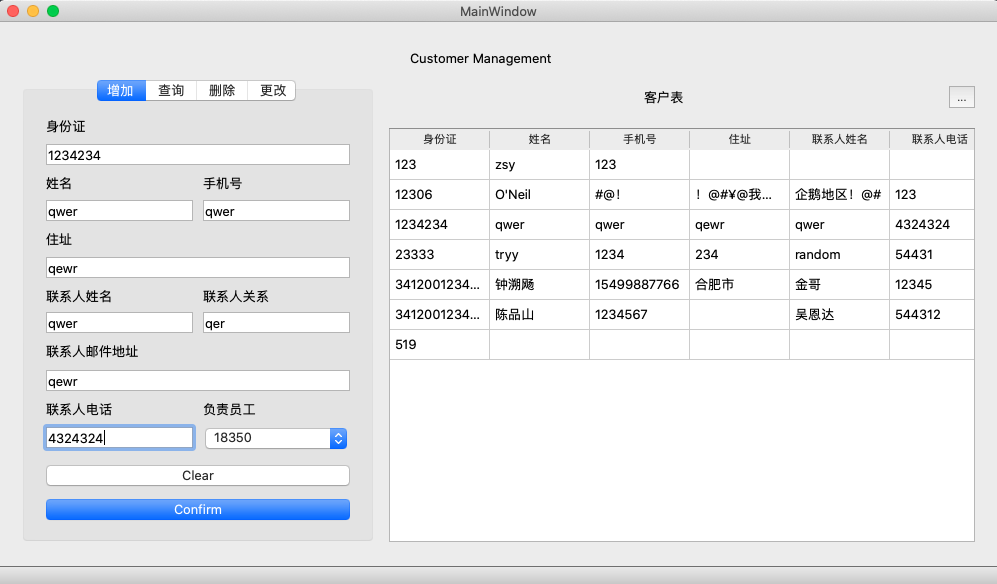 MainWindow
Customer Management
增加 查询 删除 更改
身份证
1234234
姓名 手机号
qwer qwer
住址
qewr
联系人姓名 联系人关系
qwer qer
联系人邮件地址
qewr
联系人电话 负责员工
4324324 18350
Clear
Confirm
客户表 ...
身份证 姓名 手机号 住址 联系人姓名 联系人电话
123 zsy 123
12306 O'Neil #@！ ！@#¥@我... 企鹅地区！@# 123
1234234 qwer qwer qewr qwer 4324324
23333 tryy 1234 234 random 54431
3412001234... 钟溯飏 15499887766 合肥市 金哥 12345
3412001234... 陈品山 1234567 吴恩达 544312
519